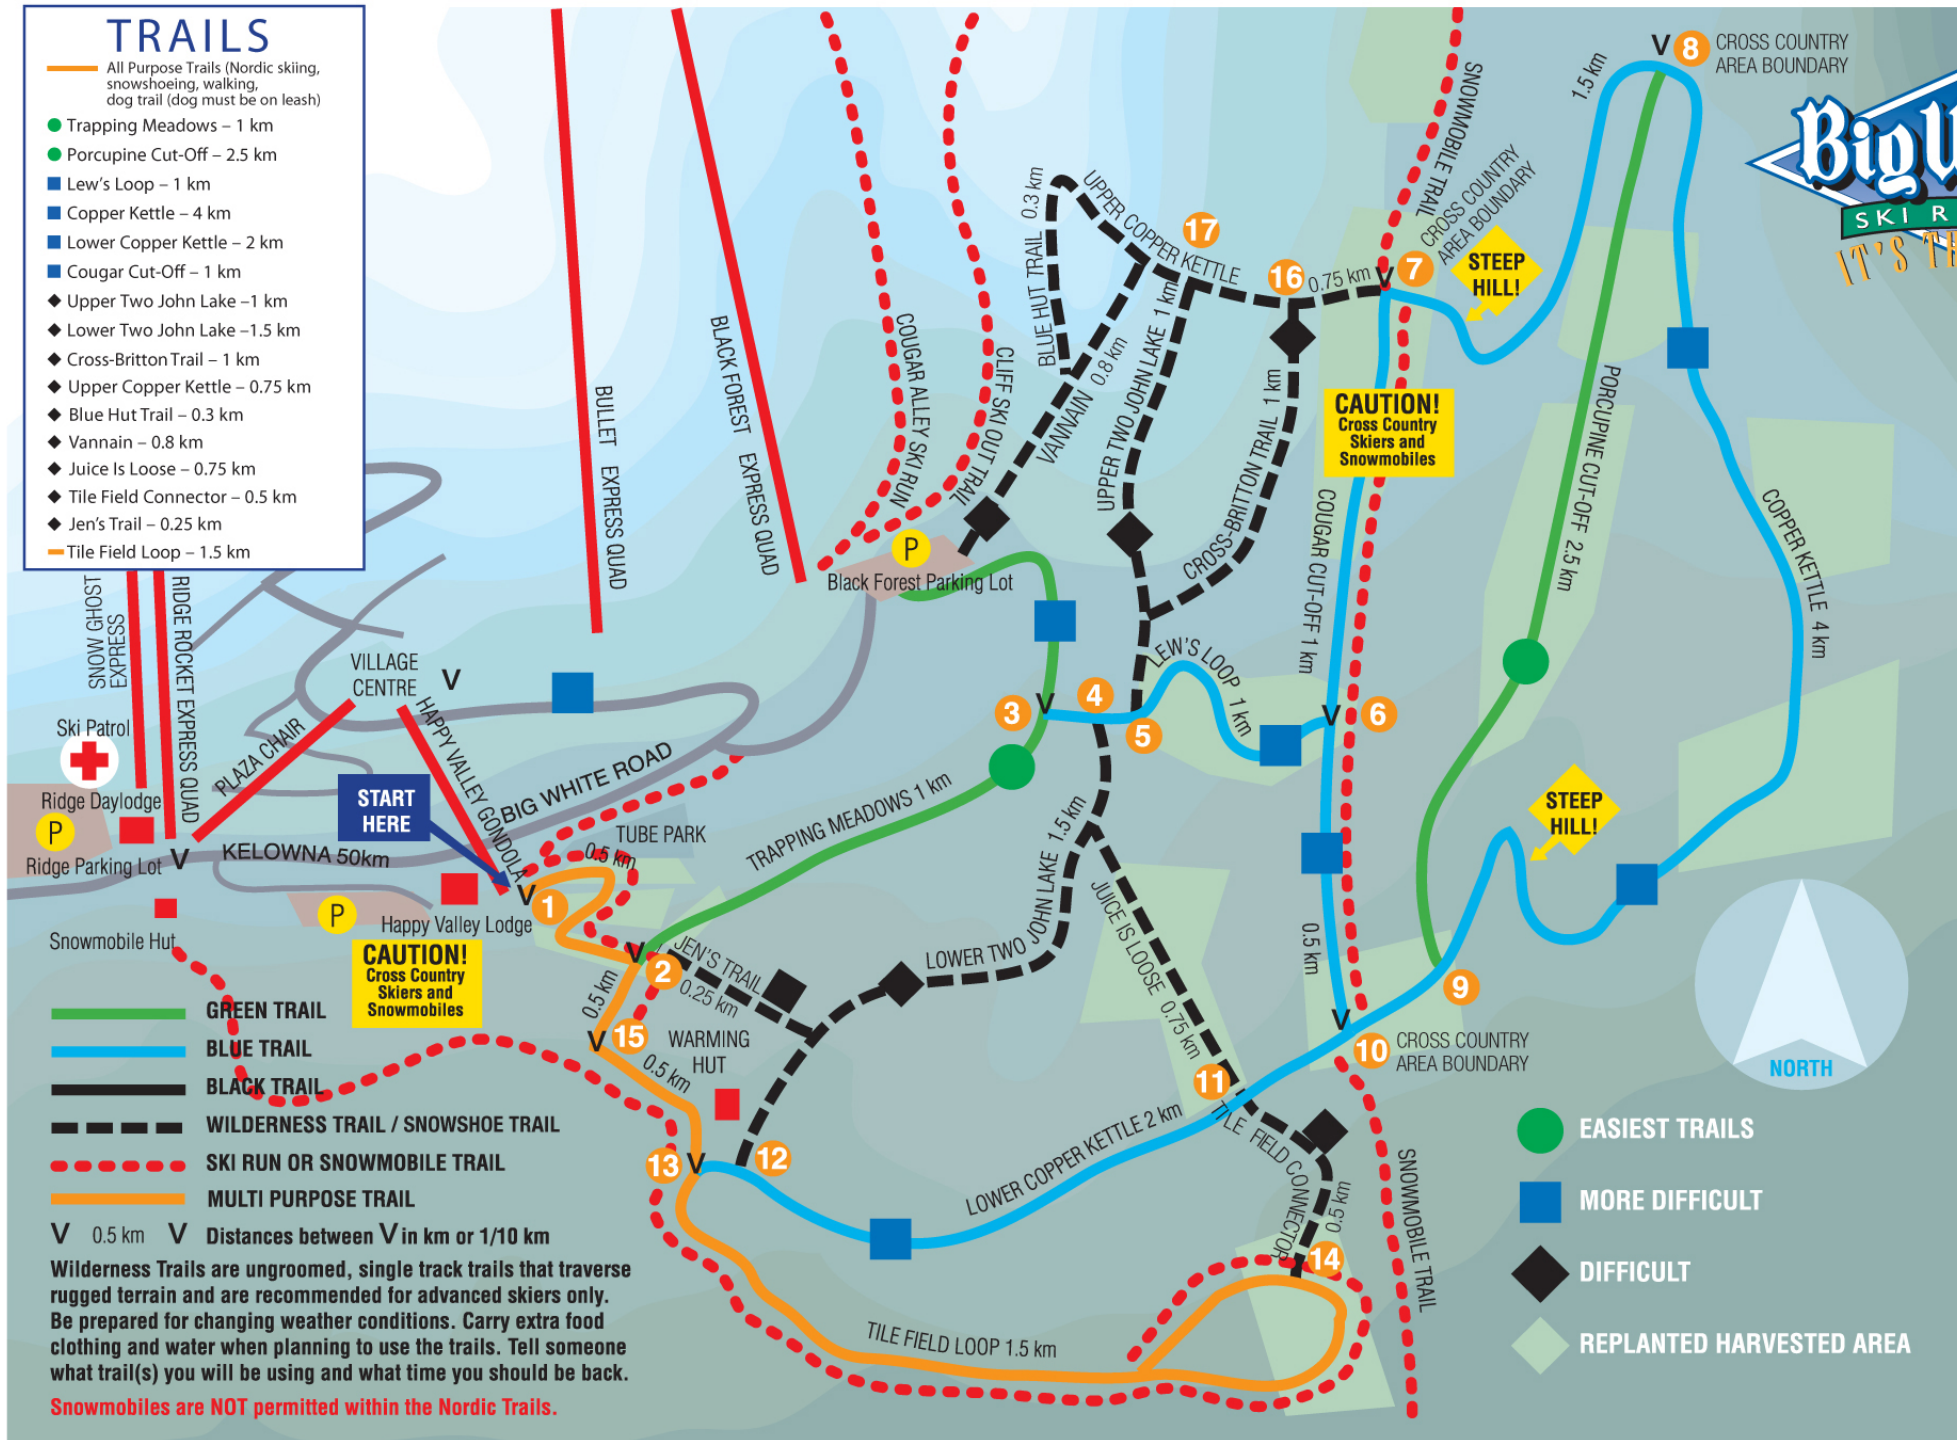 TRAILS
All Purpose Trails (Nordic skiing,
snowshoeing, walking,
dog trail (dog must be on leash)
Trapping Meadows – 1 km
Porcupine Cut-Off – 2.5 km
Lew's Loop – 1 km
Copper Kettle – 4 km
Lower Copper Kettle – 2 km
Cougar Cut-Off – 1 km
Upper Two John Lake –1 km
Lower Two John Lake –1.5 km
Cross-Britton Trail – 1 km
Upper Copper Kettle – 0.75 km
Blue Hut Trail – 0.3 km
Vannain – 0.8 km
Juice Is Loose – 0.75 km
Tile Field Connector – 0.5 km
Jen's Trail – 0.25 km
Tile Field Loop – 1.5 km
SNOW GHOST
EXPRESS
RIDGE ROCKET EXPRESS QUAD
BULLET EXPRESS QUAD
BLACK FOREST EXPRESS QUAD
COUGAR ALLEY SKI RUN
CLIFF SKI OUT TRAIL
BLUE HUT TRAIL 0.3 km
UPPER COPPER KETTLE
17
16
0.75 km
V
7
CROSS COUNTRY
AREA BOUNDARY
SNOWMOBILE TRAIL
STEEP
HILL!
1.5 km
V
8
CROSS COUNTRY
AREA BOUNDARY
Big
SKI R
IT'S TH
VANNAIN 0.8 km
UPPER TWO JOHN LAKE 1 km
CROSS-BRITTON TRAIL 1 km
CAUTION!
Cross Country
Skiers and
Snowmobiles
COUGAR CUT-OFF 1 km
PORCUPINE CUT-OFF 2.5 km
COPPER KETTLE 4 km
P
Black Forest Parking Lot
VILLAGE
CENTRE
V
Ski Patrol
PLAZA CHAIR
HAPPY VALLEY GONDOLA
BIG WHITE ROAD
START
HERE
Ridge Daylodge
P
Ridge Parking Lot
V
KELOWNA 50km
TUBE PARK
0.5 km
TRAPPING MEADOWS 1 km
3
V
4
5
LEW'S LOOP 1 km
V
6
STEEP
HILL!
V
1
P
Happy Valley Lodge
Snowmobile Hut
CAUTION!
Cross Country
Skiers and
Snowmobiles
V
2
JEN'S TRAIL
0.25 km
0.5 km
V
15
WARMING
HUT
0.5 km
LOWER TWO JOHN LAKE 1.5 km
JUICE IS LOOSE 0.75 km
0.5 km
9
V
10
CROSS COUNTRY
AREA BOUNDARY
11
13
V
12
LOWER COPPER KETTLE 2 km
TILE FIELD CONNECTOR
0.5 km
14
TILE FIELD LOOP 1.5 km
SNOWMOBILE TRAIL
NORTH
GREEN TRAIL
BLUE TRAIL
BLACK TRAIL
WILDERNESS TRAIL / SNOWSHOE TRAIL
SKI RUN OR SNOWMOBILE TRAIL
MULTI PURPOSE TRAIL
V 0.5 km V Distances between V in km or 1/10 km
Wilderness Trails are ungroomed, single track trails that traverse
rugged terrain and are recommended for advanced skiers only.
Be prepared for changing weather conditions. Carry extra food
clothing and water when planning to use the trails. Tell someone
what trail(s) you will be using and what time you should be back.
Snowmobiles are NOT permitted within the Nordic Trails.
EASIEST TRAILS
MORE DIFFICULT
DIFFICULT
REPLANTED HARVESTED AREA